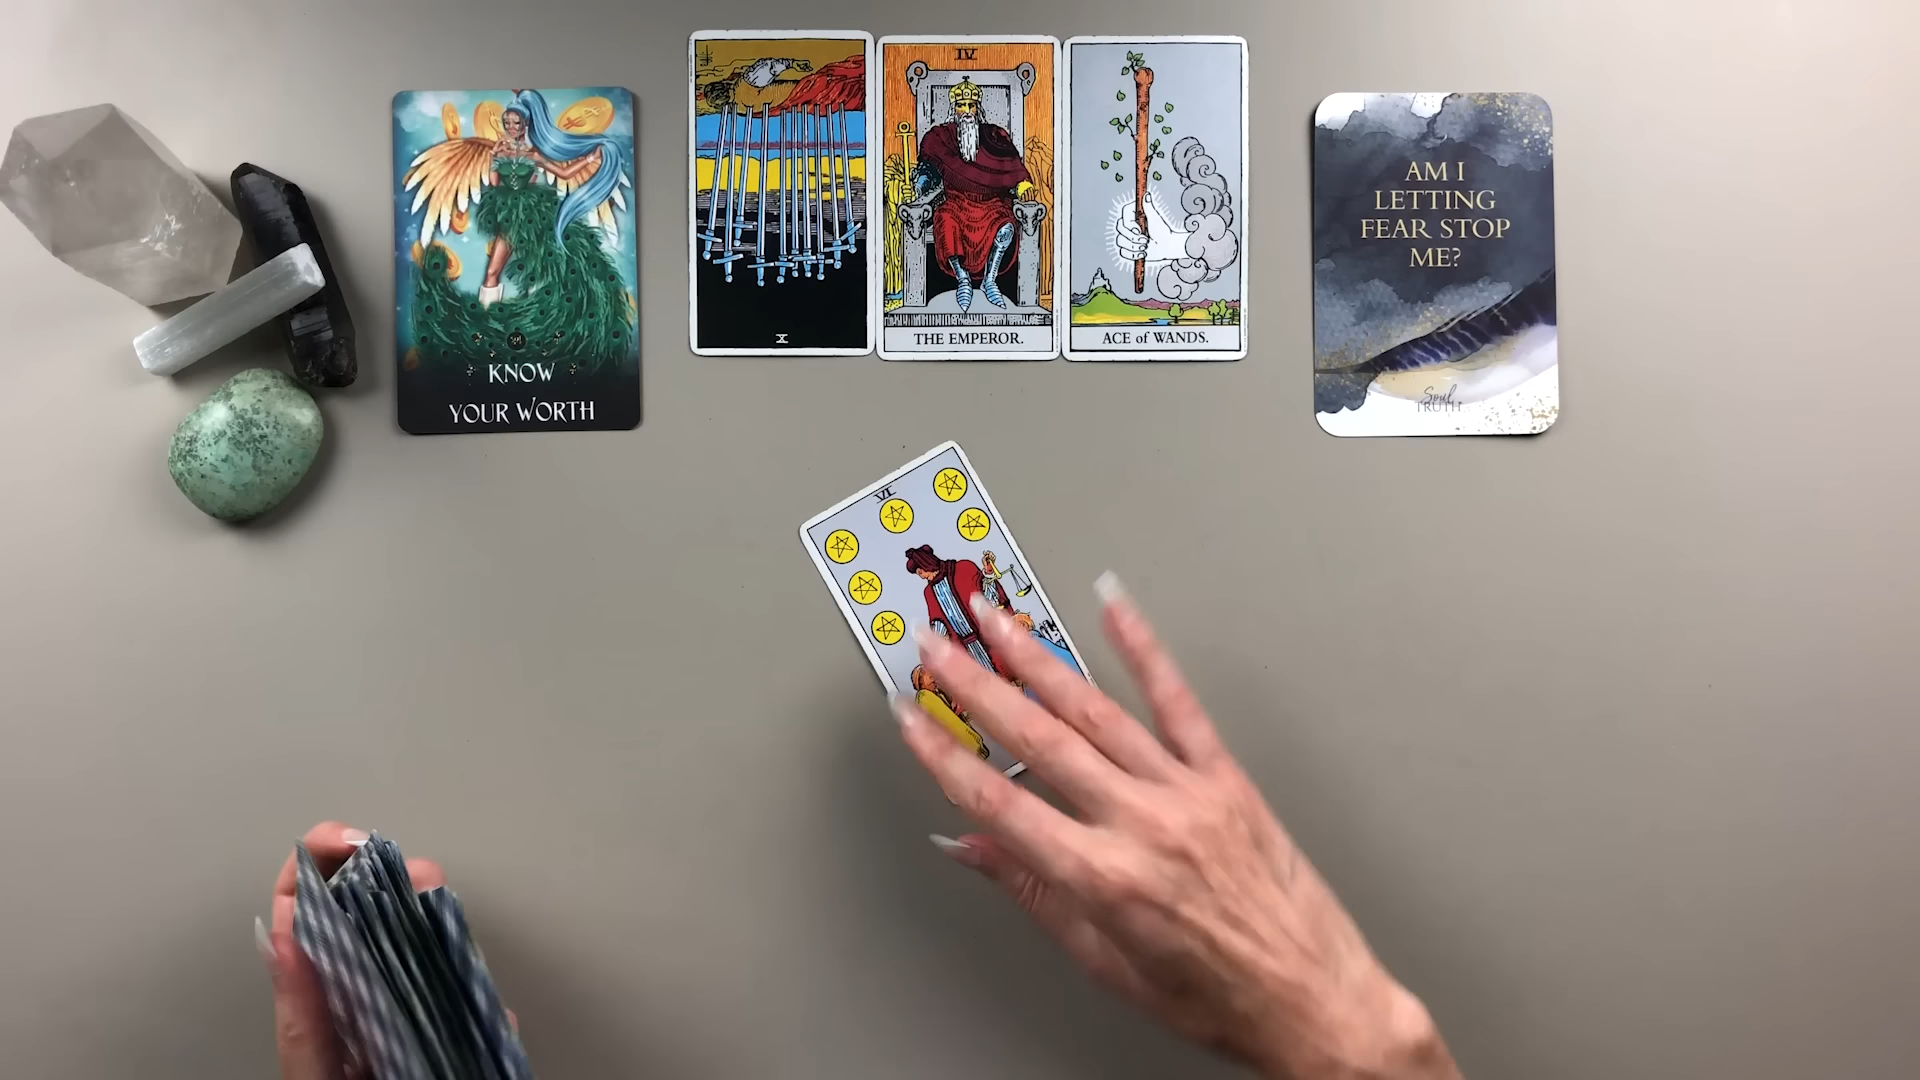 KNOW
YOUR WORTH
X
IV
THE EMPEROR.
ACE of WANDS.
AM I
LETTING
FEAR STOP
ME?
Soul
TRUTH
VI